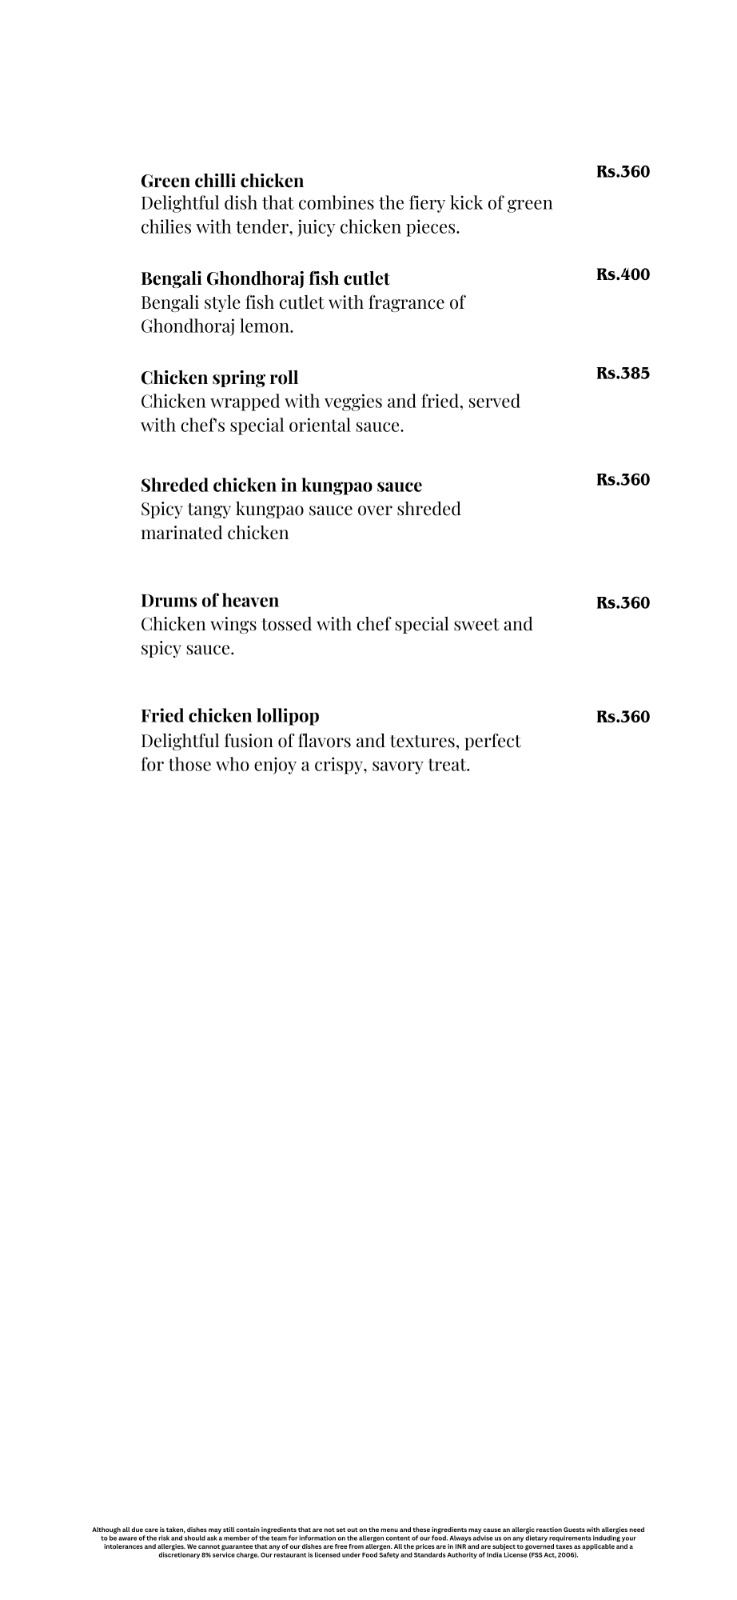 Green chilli chicken Rs.360
Delightful dish that combines the fiery kick of green
chilies with tender, juicy chicken pieces.
Bengali Ghondhoraj fish cutlet Rs.400
Bengali style fish cutlet with fragrance of
Ghondhoraj lemon.
Chicken spring roll Rs.385
Chicken wrapped with veggies and fried, served
with chef's special oriental sauce.
Shreded chicken in kungpao sauce Rs.360
Spicy tangy kungpao sauce over shreded
marinated chicken
Drums of heaven Rs.360
Chicken wings tossed with chef special sweet and
spicy sauce.
Fried chicken lollipop Rs.360
Delightful fusion of flavors and textures, perfect
for those who enjoy a crispy, savory treat.
Although all due care is taken, dishes may still contain ingredients that are not set out on the menu and these ingredients may cause an allergic reaction Guests with allergies need
to be aware of the risk and should ask a member of the team for information on the allergen content of our food. Always advise us on any dietary requirements including your
intolerances and allergies. We cannot guarantee that any of our dishes are free from allergen. All the prices are in INR and are subject to governed taxes as applicable and a
discretionary 8% service charge. Our restaurant is licensed under Food Safety and Standards Authority of India License (FSS Act, 2006).